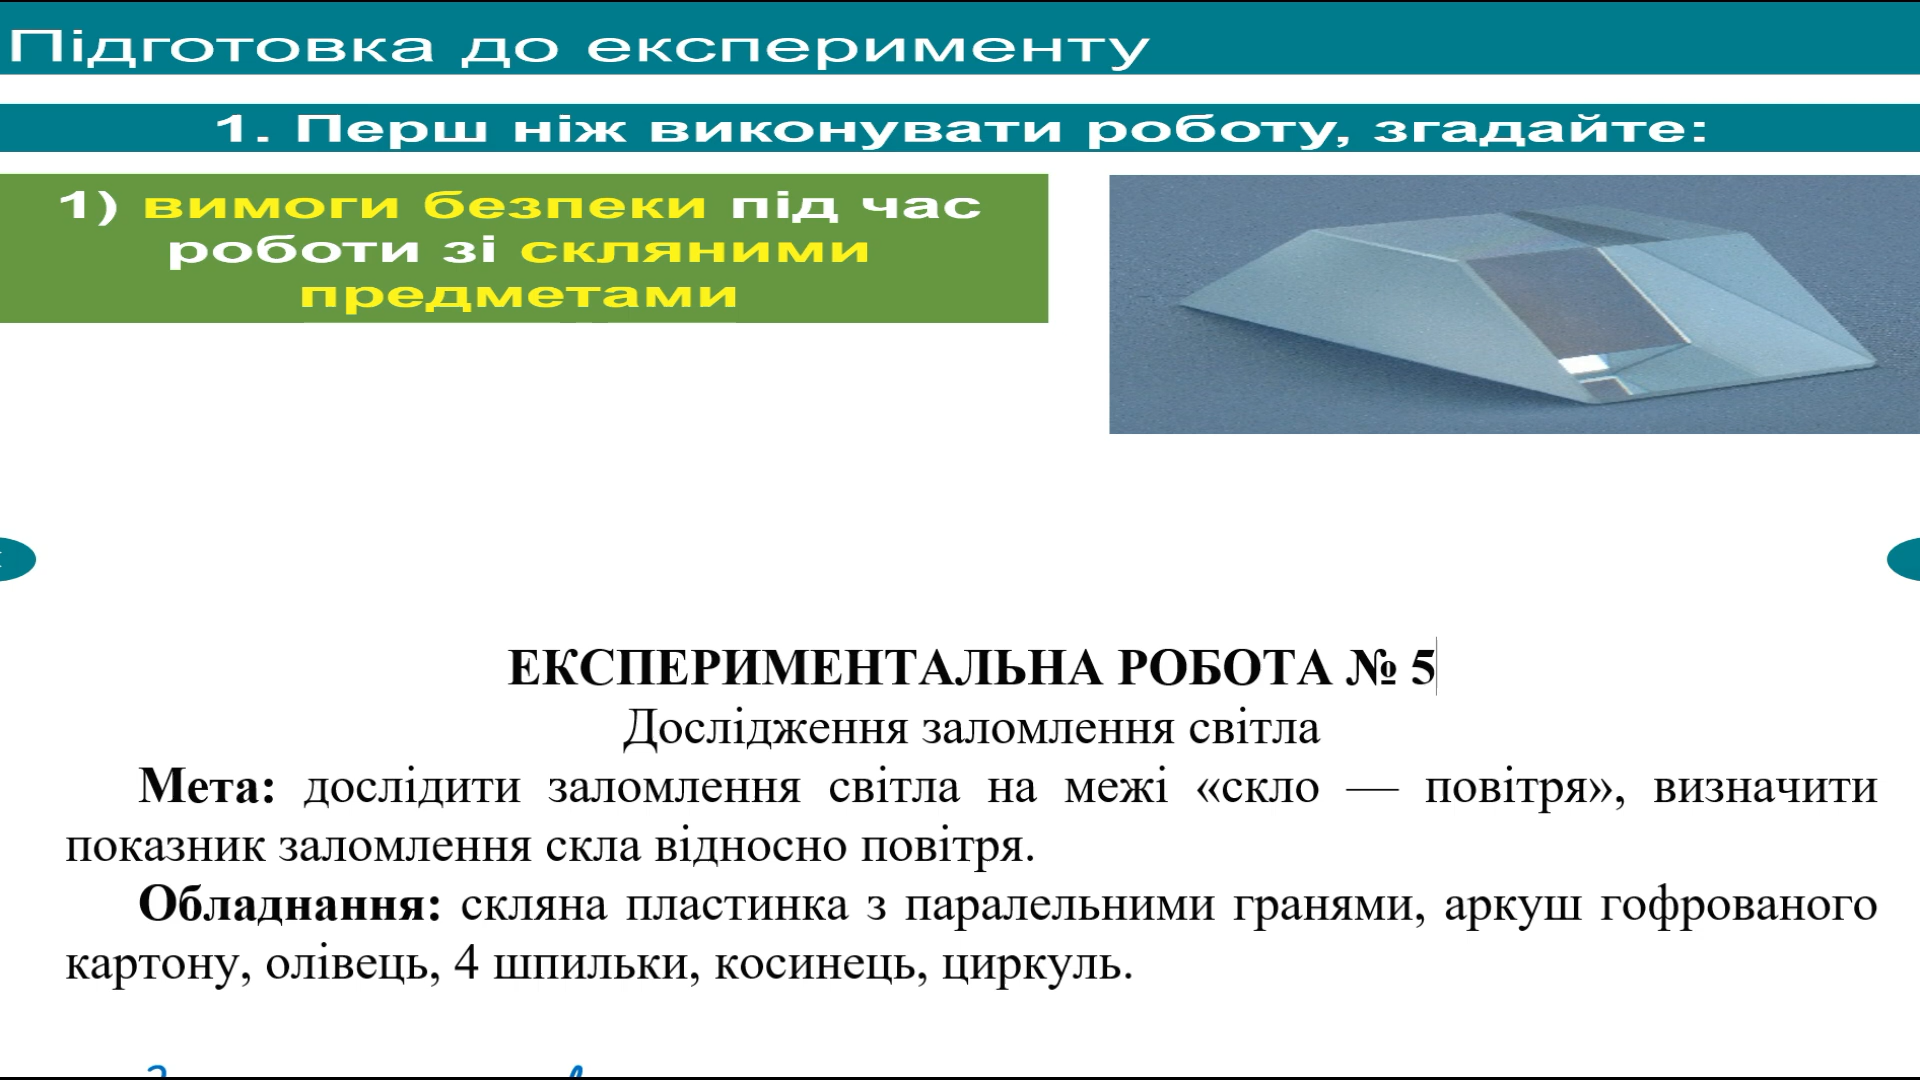 Підготовка до експерименту
1. Перш ніж виконувати роботу, згадайте:
1) вимоги безпеки під час
роботи зі скляними
предметами
ЕКСПЕРИМЕНТАЛЬНА РОБОТА № 5
Дослідження заломлення світла
Мета: дослідити заломлення світла на межі «скло — повітря», визначити
показник заломлення скла відносно повітря.
Обладнання: скляна пластинка з паралельними гранями, аркуш гофрованого
картону, олівець, 4 шпильки, косинець, циркуль.